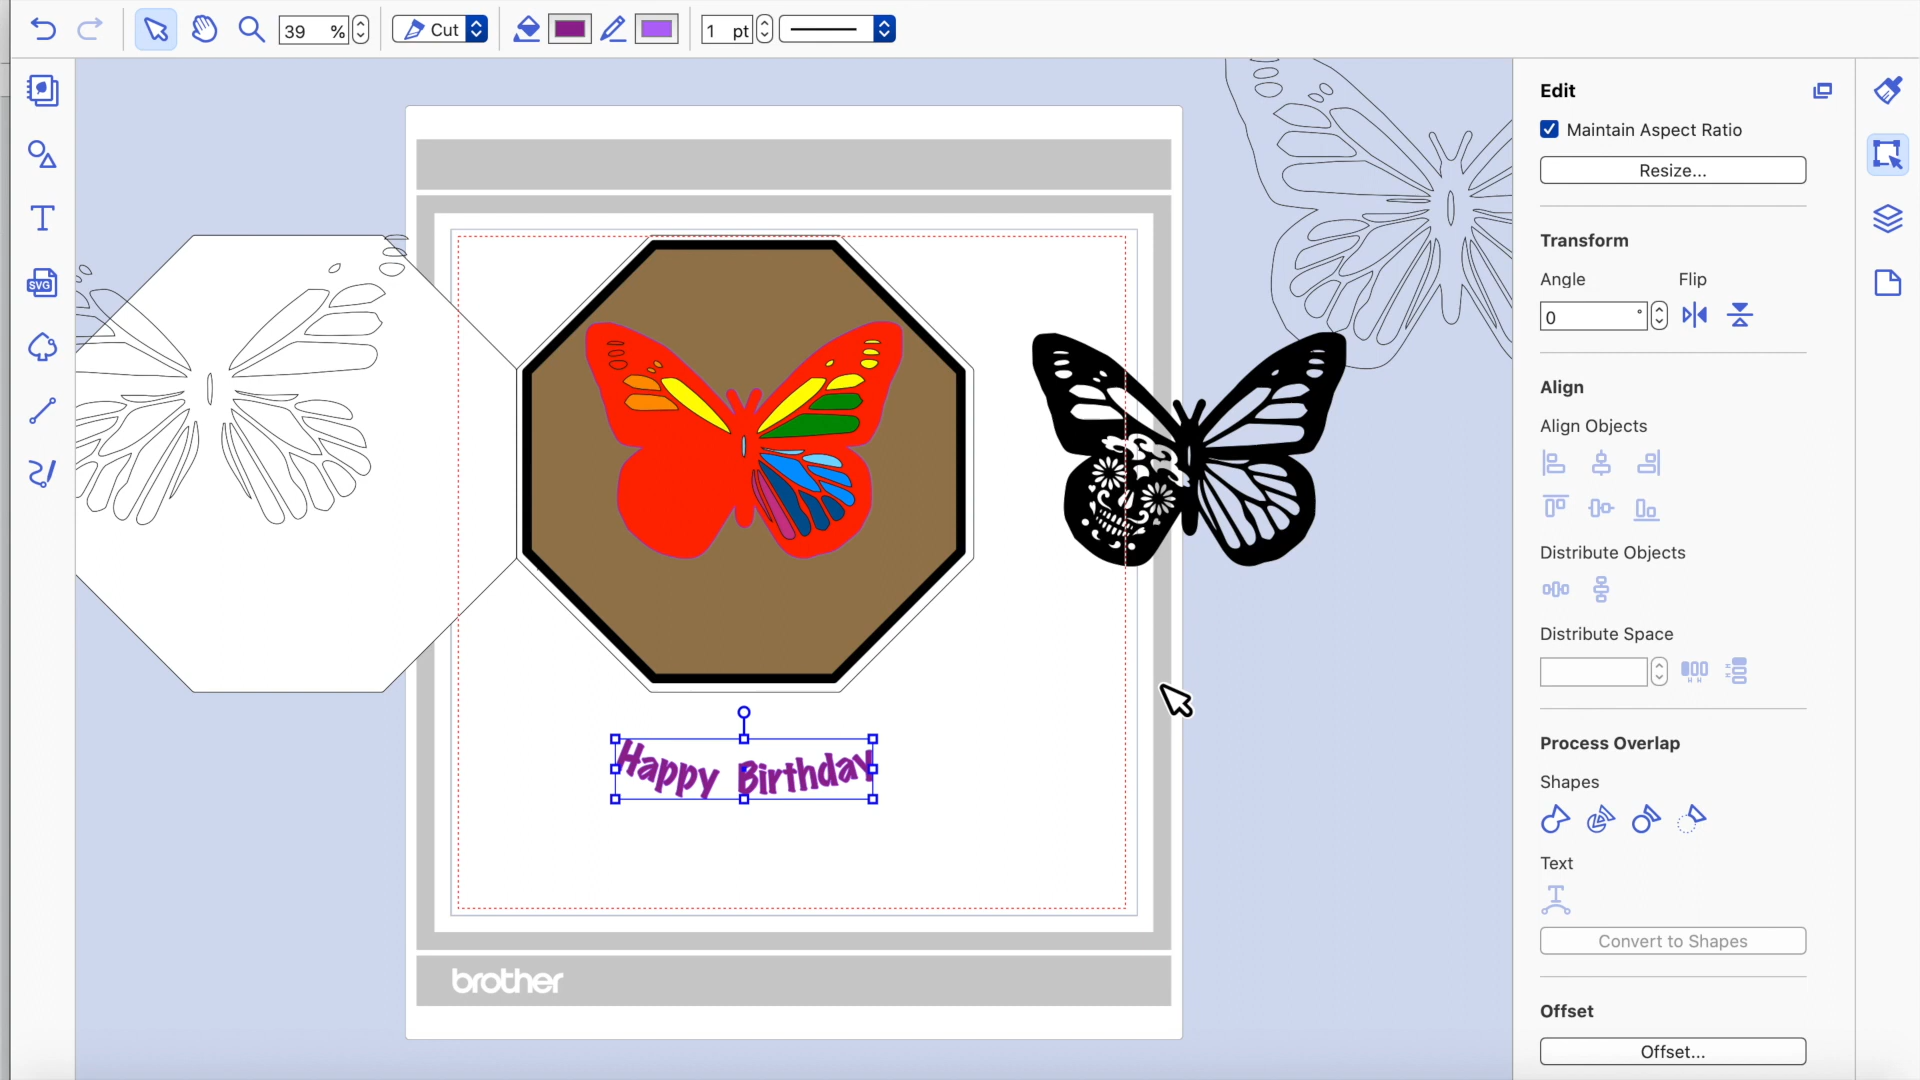 39 %
Cut
1 pt
Edit
Maintain Aspect Ratio
Resize...
Transform
Angle
Flip
0 °
Align
Align Objects
Distribute Objects
Distribute Space
Process Overlap
Shapes
Text
Convert to Shapes
Offset
Offset...
SVG
Happy Birthday
brother